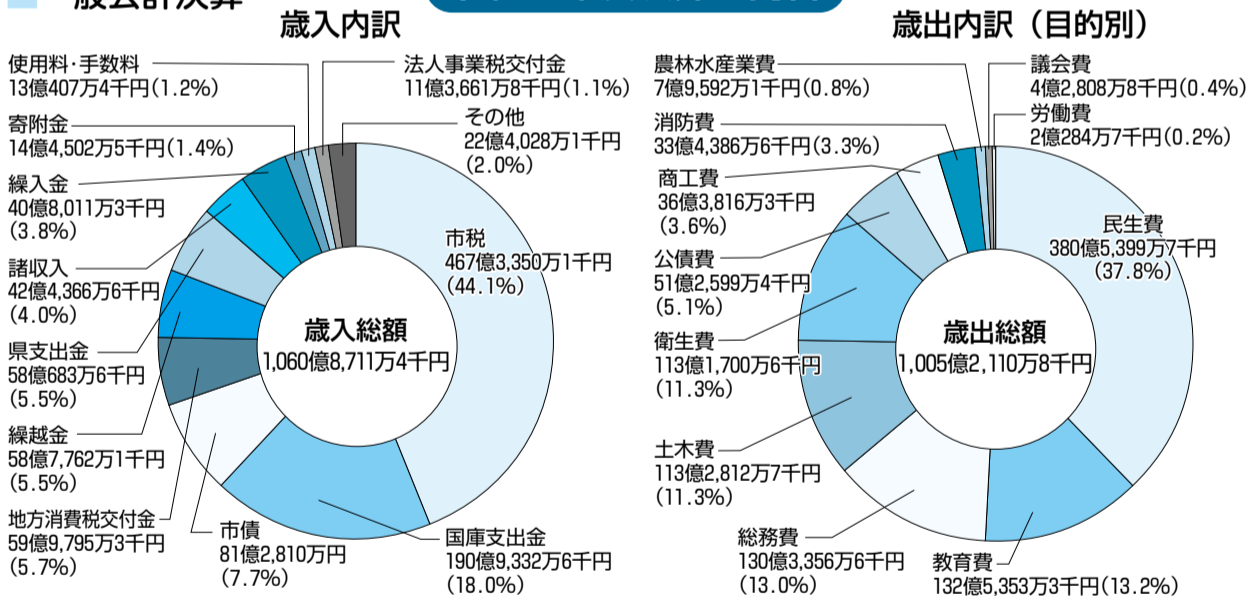 歳入内訳
使用料・手数料
13億407万4千円(1.2%)
寄附金
14億4,502万5千円(1.4%)
繰入金
40億8,011万3千円
(3.8%)
諸収入
42億4,366万6千円
(4.0%)
県支出金
58億683万6千円
(5.5%)
繰越金
58億7,762万1千円
(5.5%)
地方消費税交付金
59億9,795万3千円
(5.7%)
市債
81億2,810万円
(7.7%)
国庫支出金
190億9,332万6千円
(18.0%)
市税
467億3,350万1千円
(44.1%)
その他
22億4,028万1千円
(2.0%)
法人事業税交付金
11億3,661万8千円(1.1%)
歳入総額
1,060億8,711万4千円
歳出内訳（目的別）
農林水産業費
7億9,592万1千円(0.8%)
消防費
33億4,386万6千円(3.3%)
商工費
36億3,816万3千円
(3.6%)
公債費
51億2,599万4千円
(5.1%)
衛生費
113億1,700万6千円
(11.3%)
土木費
113億2,812万7千円
(11.3%)
総務費
130億3,356万6千円
(13.0%)
教育費
132億5,353万3千円(13.2%)
民生費
380億5,399万7千円
(37.8%)
労働費
2億284万7千円(0.2%)
議会費
4億2,808万8千円(0.4%)
歳出総額
1,005億2,110万8千円